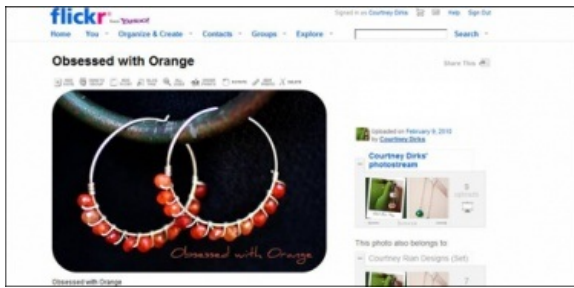 flickr from YAHOO!
Signed in as Courtney Dirks Help Sign Out
Home You Organize & Create Contacts Groups Explore Search
Obsessed with Orange
Share This
Uploaded on February 9, 2010
by Courtney Dirks
Courtney Dirks'
photostream
Obsessed with Orange
This photo also belongs to:
Courtney Rian Designs (Set)
7
Obsessed with Orange